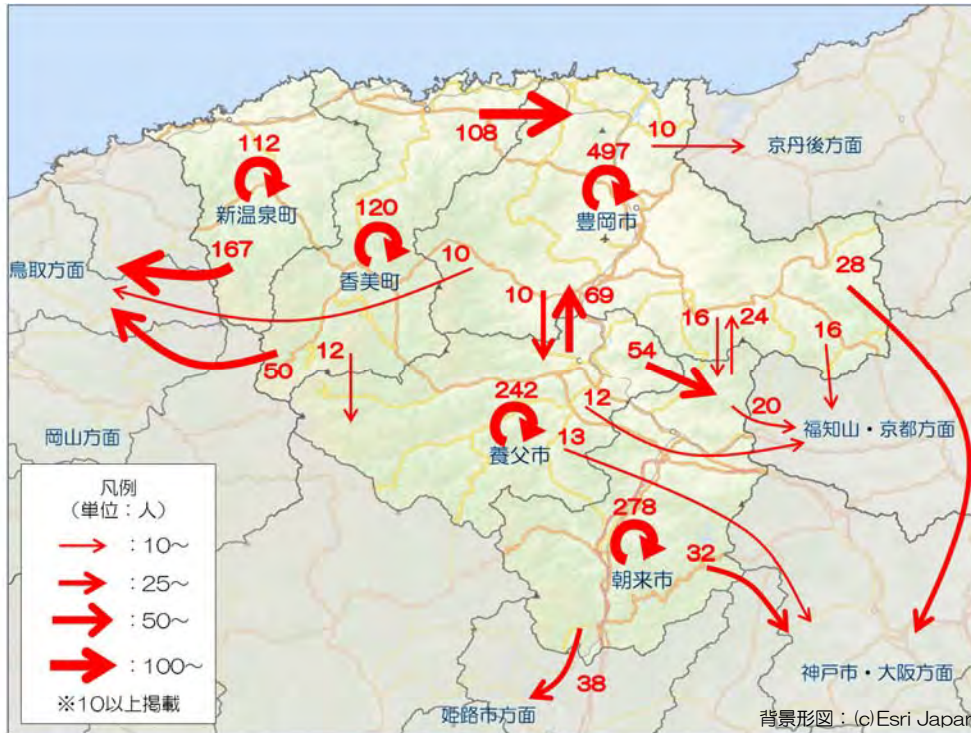 108
10
京丹後方面
112
497
新温泉町
豊岡市
120
167
鳥取方面
香美町
10
28
10
69
16
24
16
12
54
50
242
12
20
岡山方面
福知山・京都方面
養父市
13
凡例
(単位:人)
:10～
:25～
:50～
:100～
※10以上掲載
278
32
朝来市
38
神戸市・大阪方面
姫路市方面
背景形図:(c)Esri Japan